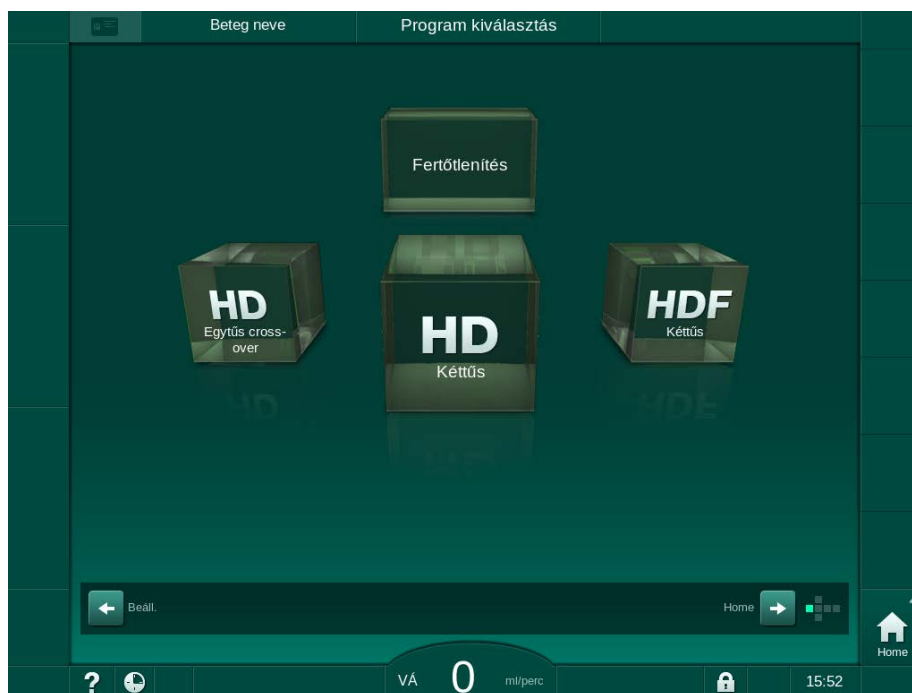 Beteg neve
Program kiválasztás
Fertőtlenítés
HD
Egytűs cross-
over
HD
Kéttűs
HDF
Kéttűs
Beáll.
Home
Home
?
VÁ 0 ml/perc
15:52